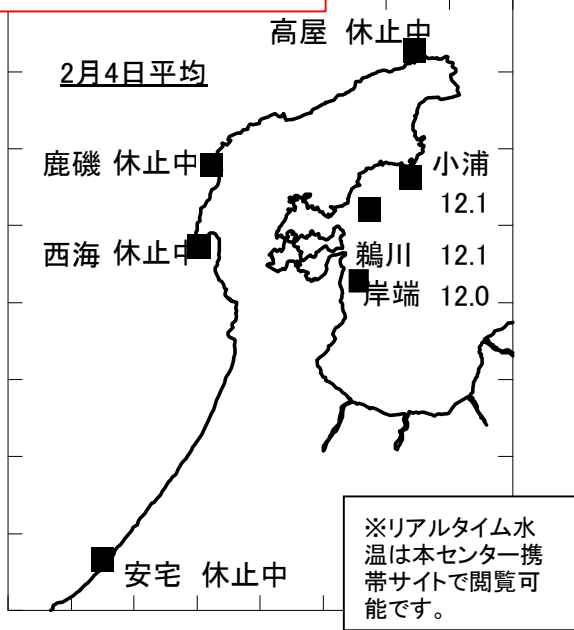 高屋 休止中
2月4日平均
鹿磯 休止中
小浦
12.1
西海 休止中
鵜川 12.1
岸端 12.0
安宅 休止中
※リアルタイム水
温は本センター携
帯サイトで閲覧可
能です。